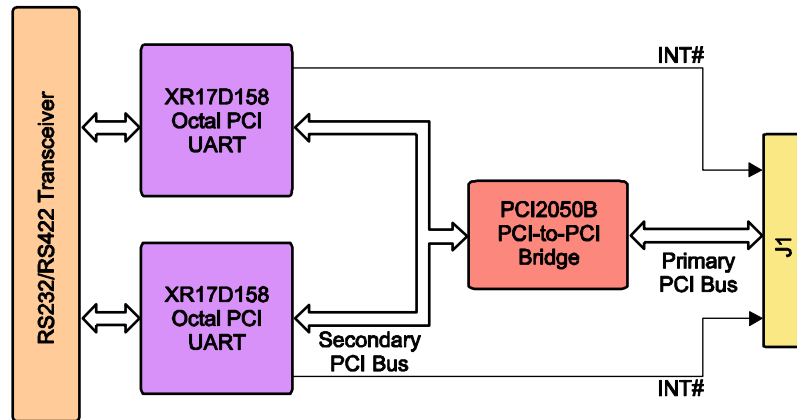 RS232/RS422 Transceiver
XR17D158
Octal PCI
UART
INT#
PCI2050B
PCI-to-PCI
Bridge
J1
Primary
PCI Bus
XR17D158
Octal PCI
UART
Secondary
PCI Bus
INT#